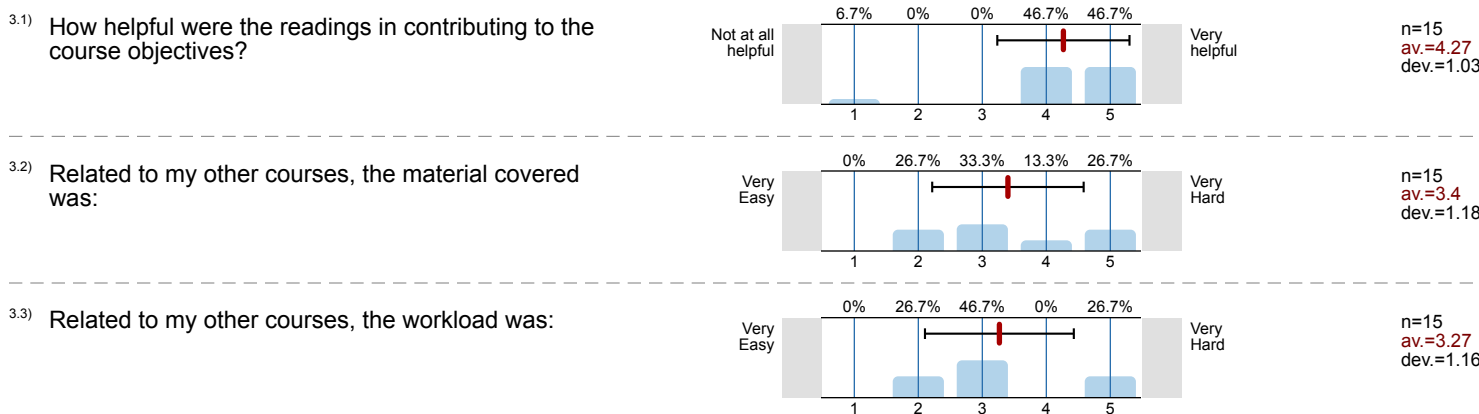 3.1) How helpful were the readings in contributing to the
course objectives?
6.7% 0% 0% 46.7% 46.7%
Not at all
helpful
Very
helpful
1 2 3 4 5
n=15
av.=4.27
dev.=1.03
3.2) Related to my other courses, the material covered
was:
0% 26.7% 33.3% 13.3% 26.7%
Very
Easy
Very
Hard
1 2 3 4 5
n=15
av.=3.4
dev.=1.18
3.3) Related to my other courses, the workload was:
0% 26.7% 46.7% 0% 26.7%
Very
Easy
Very
Hard
1 2 3 4 5
n=15
av.=3.27
dev.=1.16